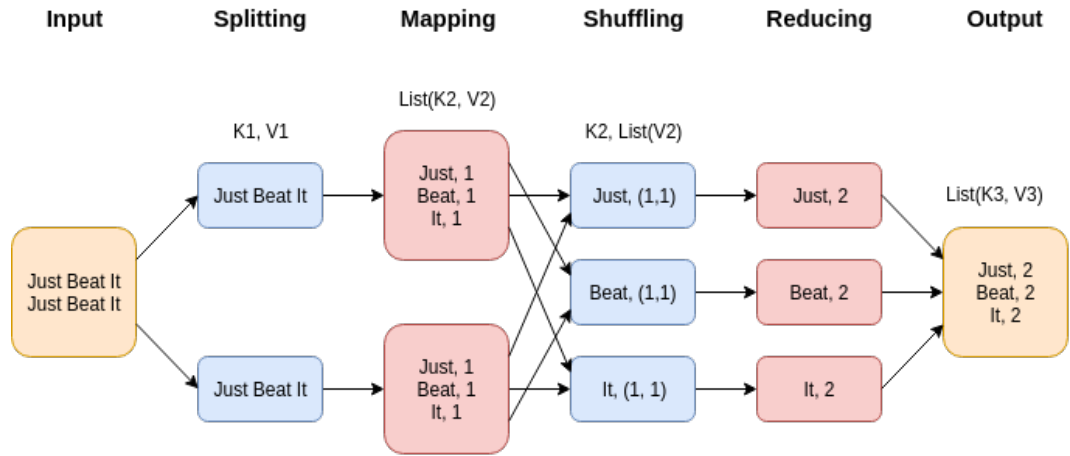 Input
Splitting
Mapping
Shuffling
Reducing
Output
List(K2, V2)
K1, V1
K2, List(V2)
List(K3, V3)
Just Beat It
Just Beat It
Just Beat It
Just Beat It
Just, 1
Beat, 1
It, 1
Just, 1
Beat, 1
It, 1
Just, (1,1)
Beat, (1,1)
It, (1, 1)
Just, 2
Beat, 2
It, 2
Just, 2
Beat, 2
It, 2